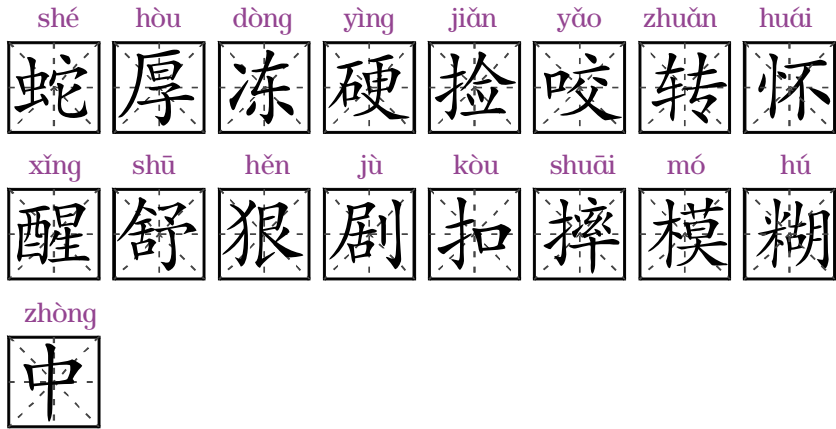 shé hòu dòng yìng jiǎn yǎo zhuǎn huái
蛇 厚 冻 硬 捡 咬 转 怀
xǐng shū hěn jù kòu shuāi mó hú
醒 舒 狠 剧 扣 摔 模 糊
zhòng
中